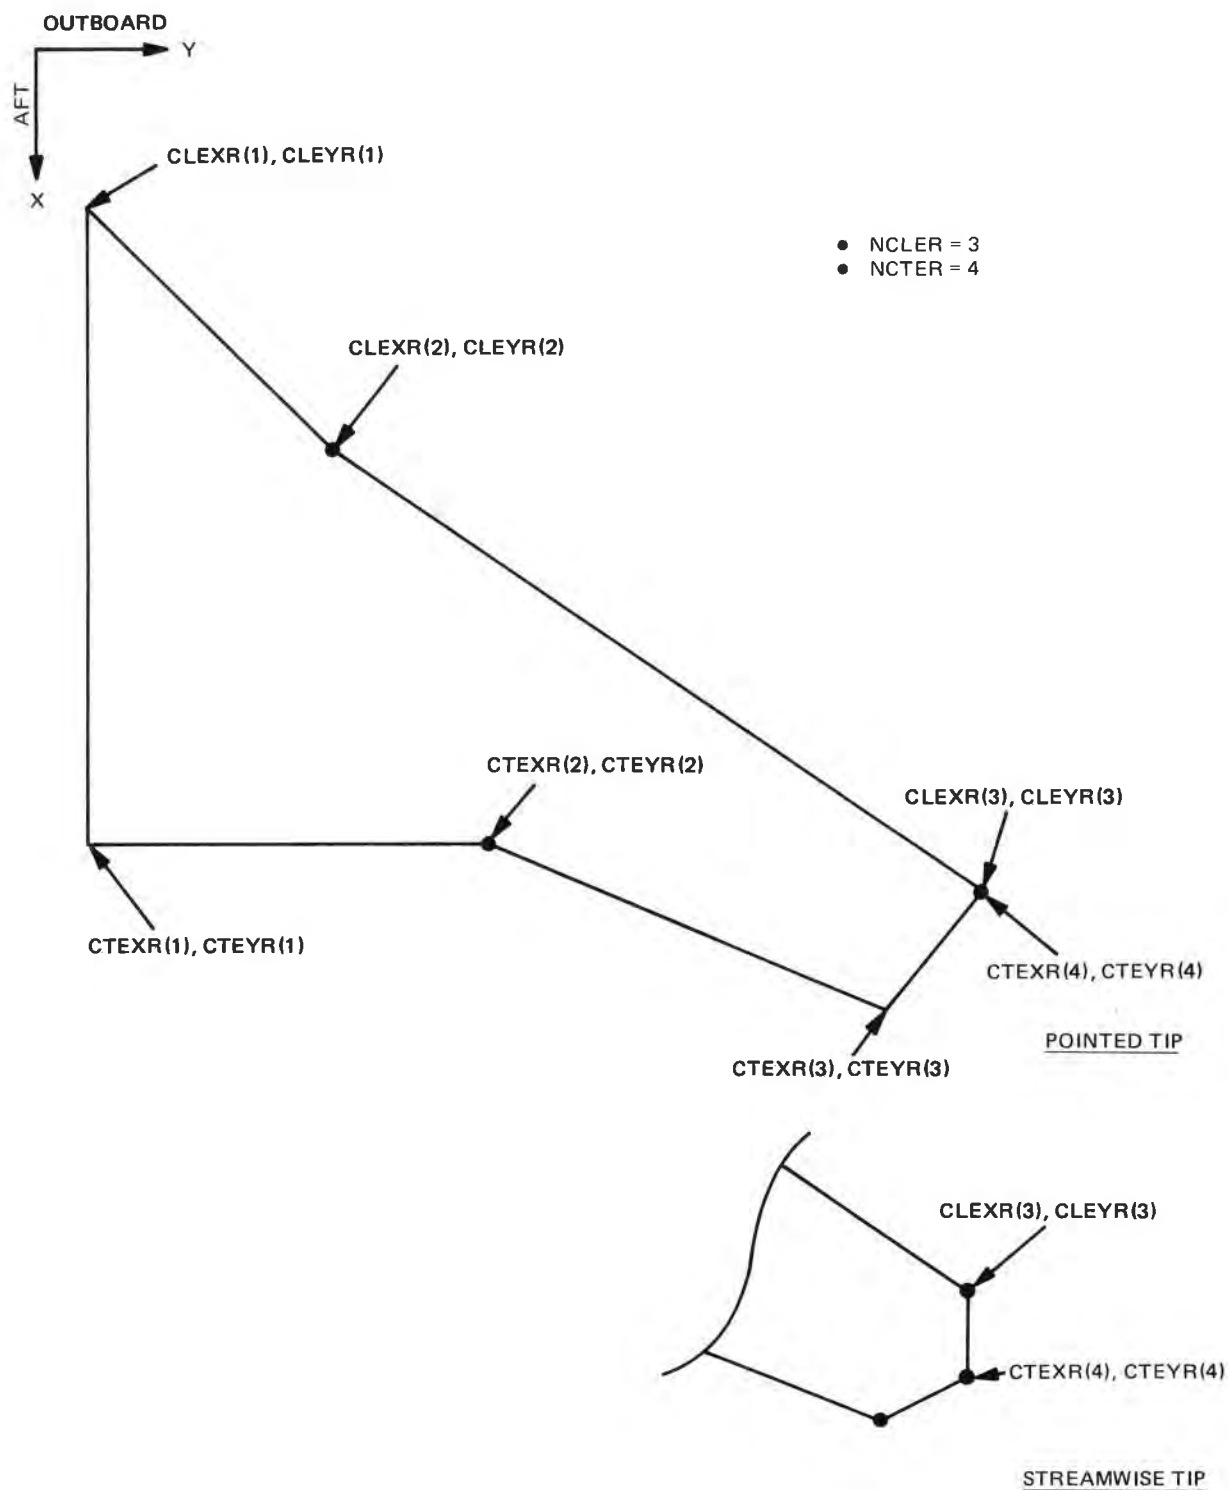 OUTBOARD
Y
AFT
X
CLEXR(1), CLEYR(1)
● NCLER = 3
● NCTER = 4
CLEXR(2), CLEYR(2)
CTEXR(2), CTEYR(2)
CLEXR(3), CLEYR(3)
CTEXR(1), CTEYR(1)
CTEXR(4), CTEYR(4)
POINTED TIP
CTEXR(3), CTEYR(3)
CLEXR(3), CLEYR(3)
CTEXR(4), CTEYR(4)
STREAMWISE TIP